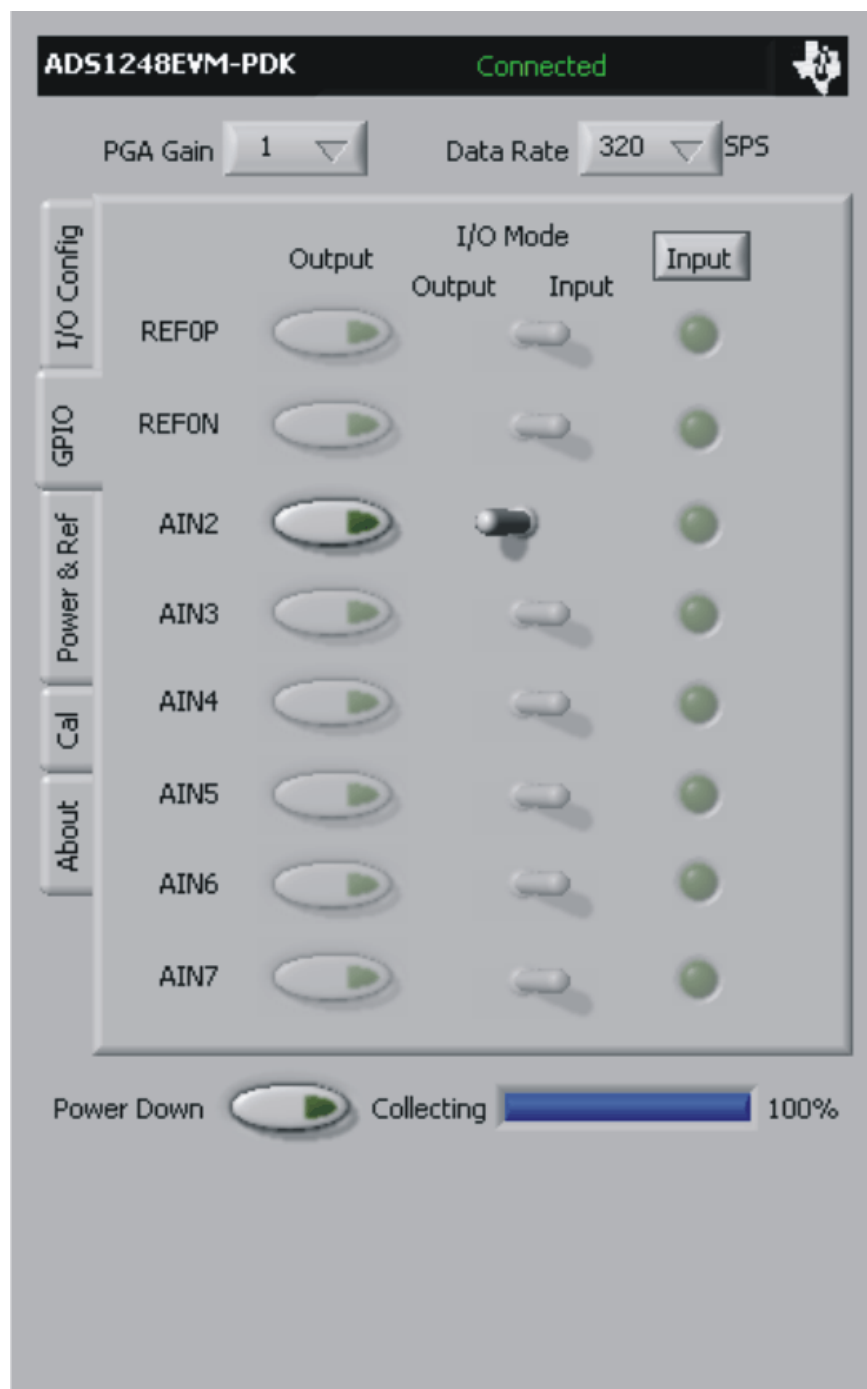 ADS1248EVM-PDK Connected
PGA Gain 1 Data Rate 320 SPS
I/O Config
GPIO
Power & Ref
Cal
About
I/O Mode
Output Input
Output Input
REF0P
REF0N
AIN2
AIN3
AIN4
AIN5
AIN6
AIN7
Power Down Collecting 100%